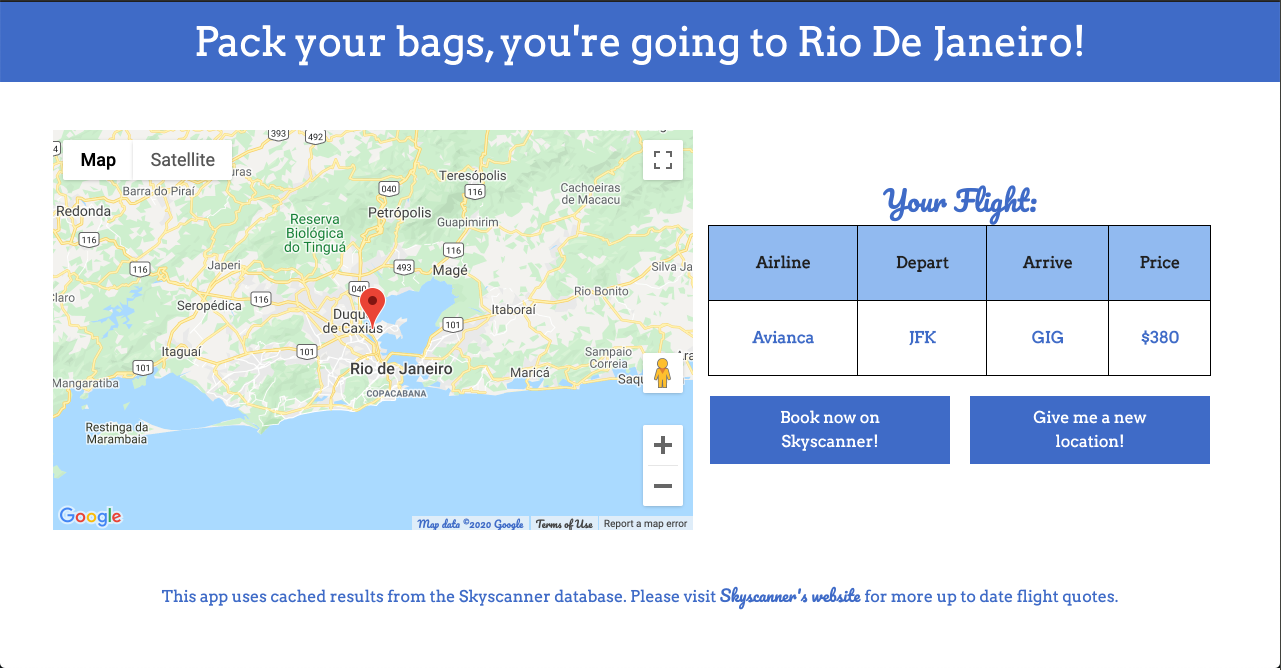 Pack your bags, you're going to Rio De Janeiro!
393
492
4
Map
Satellite
uras
Barra do Piraí
Teresópolis
040
116
Cachoeiras
de Macacu
Redonda
Petrópolis
Reserva
Biológica
do Tinguá
Guapimirim
116
116
Japeri
116
493
Magé
Silva Ja
claro
Seropédica
116
040
Rio Bonito
Duque
de Caxias
Itaboraí
101
Itaguaí
101
Sampaio
Correia
Ara
101
Rio de Janeiro
Maricá
Saqu
Mangaratiba
COPACABANA
Restinga da
Marambaia
Google
Map data ©2020 Google
Terms of Use
Report a map error
Your Flight:
Airline Depart Arrive Price
Avianca JFK GIG $380
Book now on
Skyscanner!
Give me a new
location!
This app uses cached results from the Skyscanner database. Please visit Skyscanner's website for more up to date flight quotes.